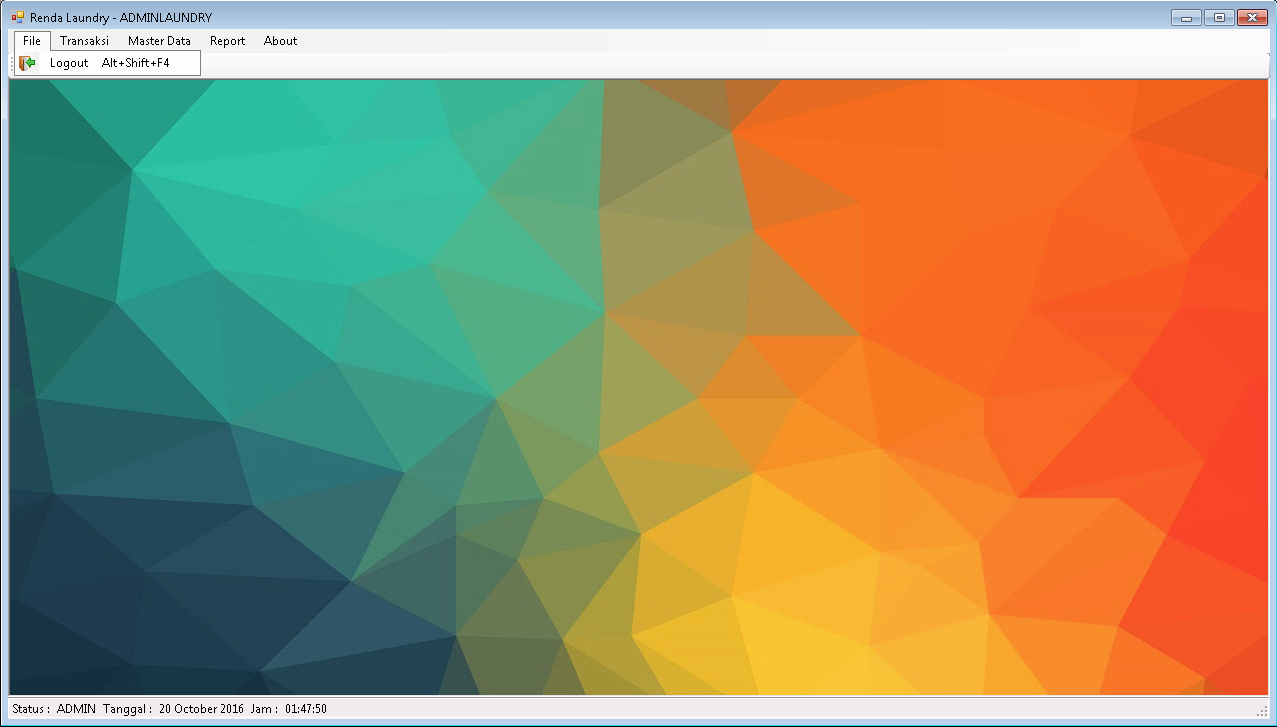 Renda Laundry - ADMINLAUNDRY
File Transaksi Master Data Report About
Logout Alt+Shift+F4
Status : ADMIN Tanggal : 20 October 2016 Jam : 01:47:50